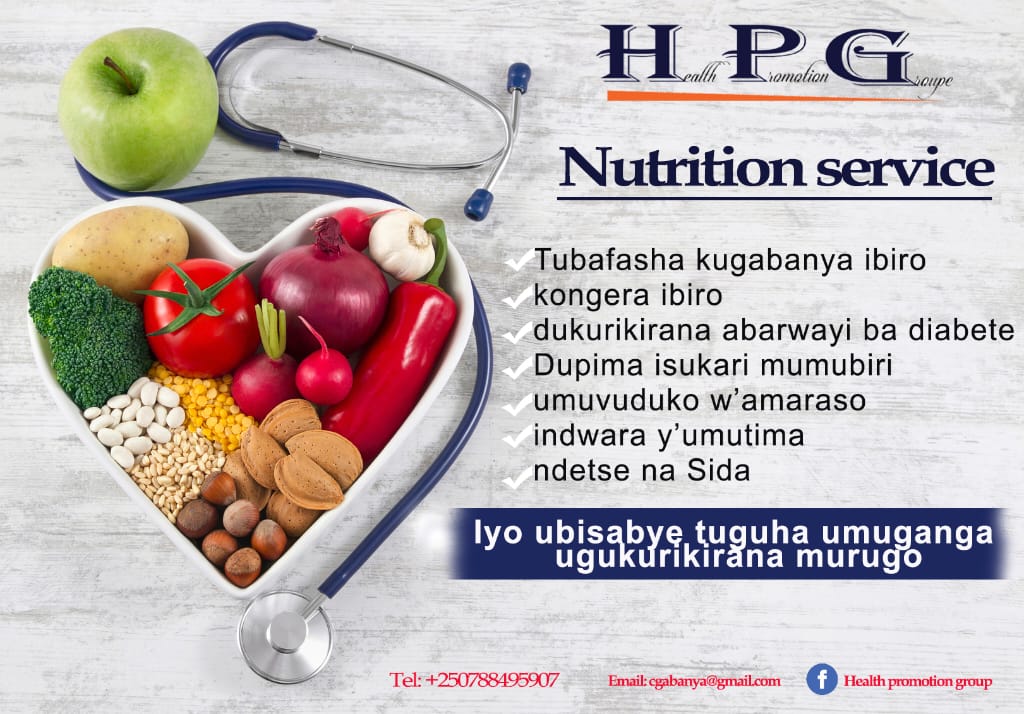 Health Promotion Groupe
Nutrition service
Tubafasha kugabanya ibiro
kongera ibiro
dukurikirana abarwayi ba diabete
Dupima isukari mumubiri
umuvuduko w’amaraso
indwara y’umutima
ndetse na Sida
Iyo ubisabye tuguha umuganga
ugukurikirana murugo
Tel: +250788495907 Email: cgabanya@gmail.com f Health promotion group